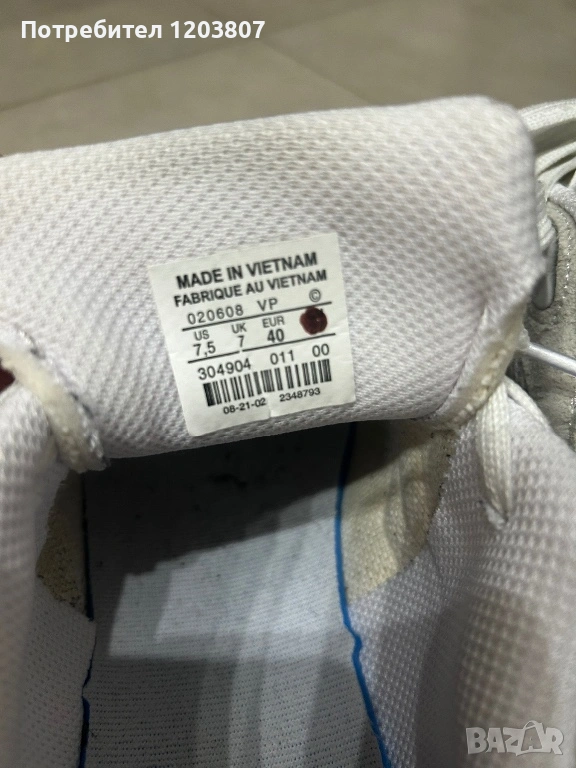 Потребител 1203807
MADE IN VIETNAM
FABRIQUE AU VIETNAM
020608 VP ©
US UK EUR
7,5 7 40
304904 011 00
08-21-02 2348793
BAZAR